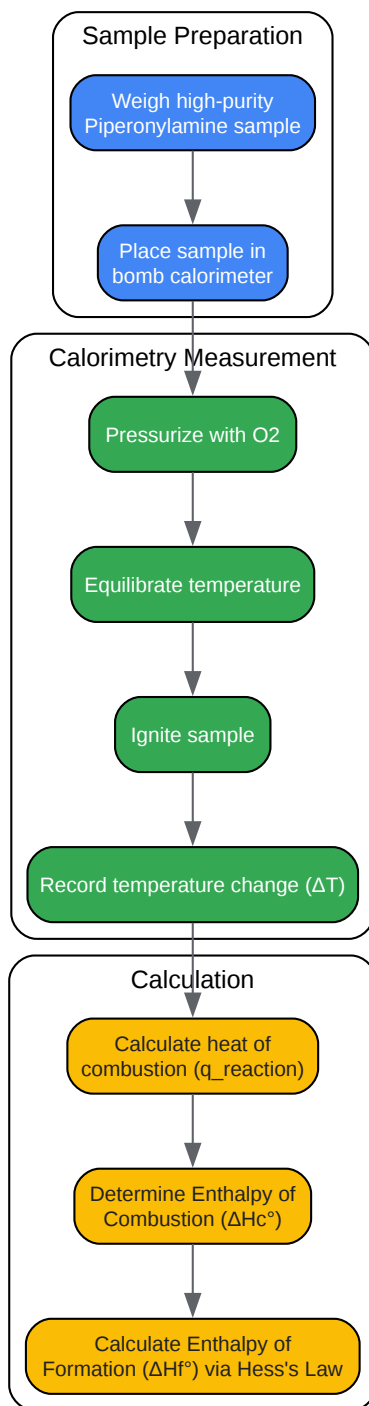 Sample Preparation
Weigh high-purity
Piperonylamine sample
Place sample in
bomb calorimeter
Calorimetry Measurement
Pressurize with O2
Equilibrate temperature
Ignite sample
Record temperature change (ΔT)
Calculation
Calculate heat of
combustion (q_reaction)
Determine Enthalpy of
Combustion (ΔHc°)
Calculate Enthalpy of
Formation (ΔHf°) via Hess's Law